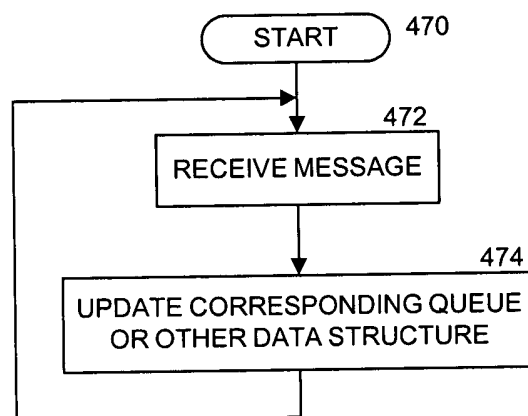 START 470
472
RECEIVE MESSAGE
474
UPDATE CORRESPONDING QUEUE
OR OTHER DATA STRUCTURE